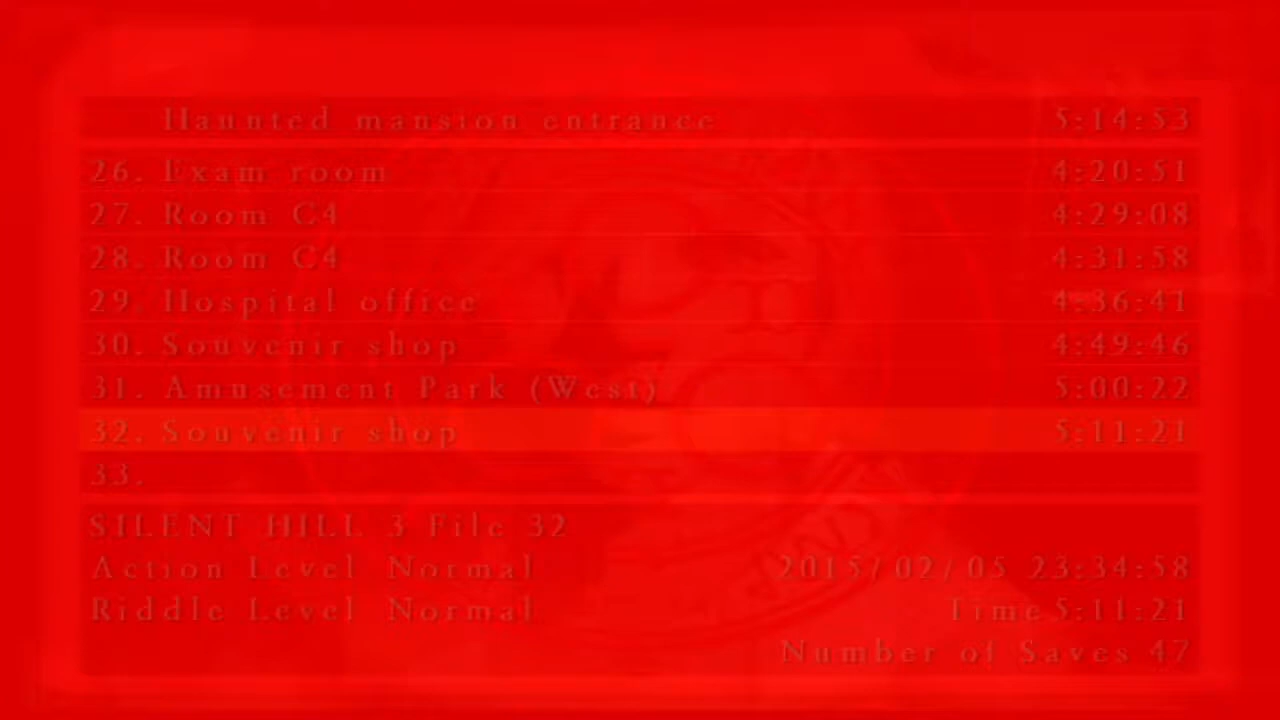 Haunted mansion entrance 5:14:53
26. Exam room 4:20:51
27. Room C4 4:29:08
28. Room C4 4:31:58
29. Hospital office 4:36:41
30. Souvenir shop 4:49:46
31. Amusement Park (West) 5:00:22
32. Souvenir shop 5:11:21
33.
SILENT HILL 3 File 32
Action Level Normal 2015/02/05 23:34:58
Riddle Level Normal Time 5:11:21
Number of Saves 47